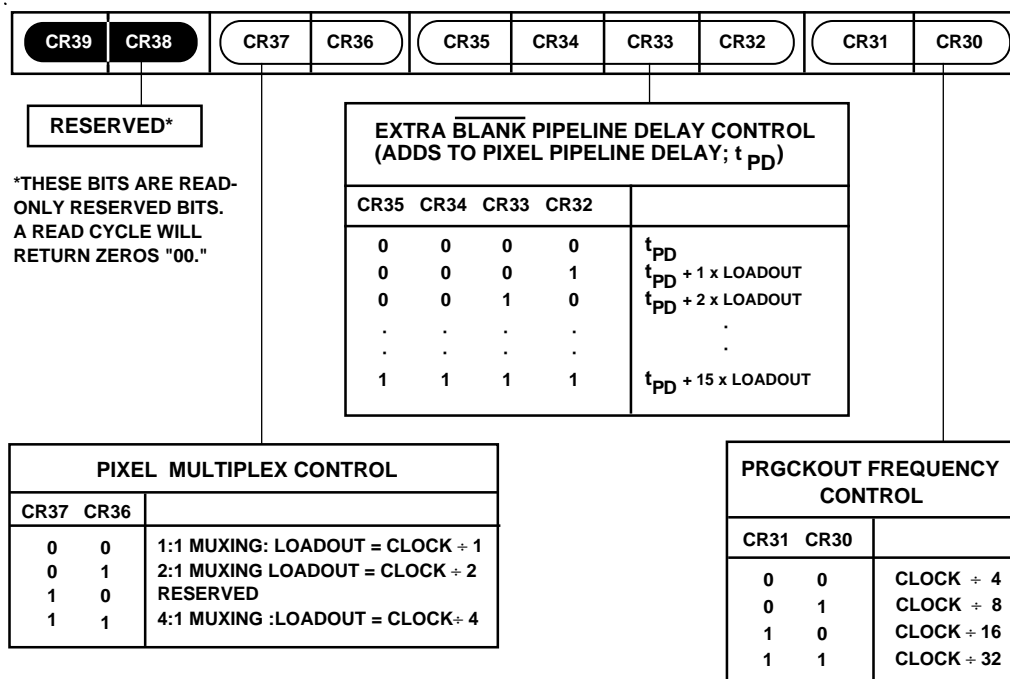 CR39 CR38 CR37 CR36 CR35 CR34 CR33 CR32 CR31 CR30
RESERVED*
*THESE BITS ARE READ-
ONLY RESERVED BITS.
A READ CYCLE WILL
RETURN ZEROS "00."
EXTRA BLANK PIPELINE DELAY CONTROL
(ADDS TO PIXEL PIPELINE DELAY; t PD)
CR35 CR34 CR33 CR32
0 0 0 0 tPD
0 0 0 1 tPD + 1 x LOADOUT
0 0 1 0 tPD + 2 x LOADOUT
. . . . .
. . . . .
1 1 1 1 tPD + 15 x LOADOUT
PIXEL MULTIPLEX CONTROL
CR37 CR36
0 0 1:1 MUXING: LOADOUT = CLOCK ÷ 1
0 1 2:1 MUXING LOADOUT = CLOCK ÷ 2
1 0 RESERVED
1 1 4:1 MUXING :LOADOUT = CLOCK÷ 4
PRGCKOUT FREQUENCY
CONTROL
CR31 CR30
0 0 CLOCK ÷ 4
0 1 CLOCK ÷ 8
1 0 CLOCK ÷ 16
1 1 CLOCK ÷ 32